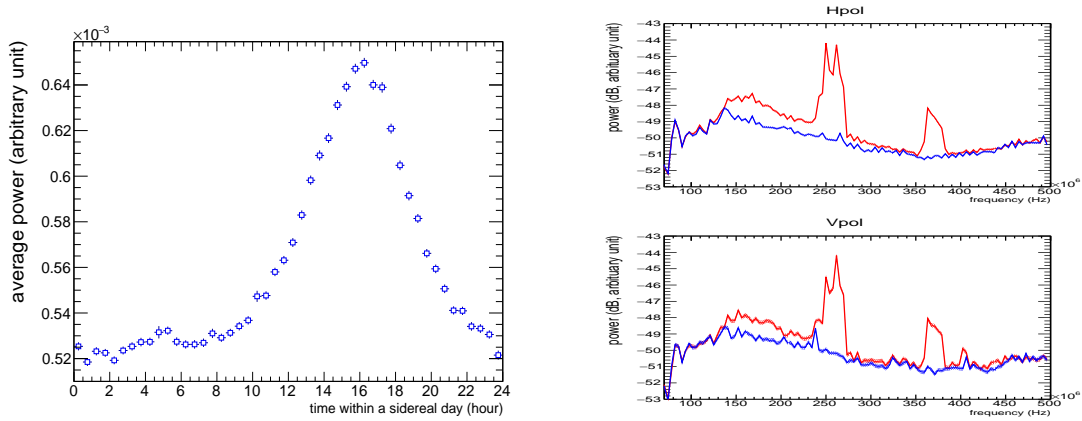 ×10⁻³
average power (arbitrary unit)
0.64
0.62
0.6
0.58
0.56
0.54
0.52
0 2 4 6 8 10 12 14 16 18 20 22 24
time within a sidereal day (hour)
Hpol
power (dB, arbituary unit)
−43
−44
−45
−46
−47
−48
−49
−50
−51
−52
−53
100 150 200 250 300 350 400 450 500
×10⁶
frequency (Hz)
Vpol
power (dB, arbituary unit)
−43
−44
−45
−46
−47
−48
−49
−50
−51
−52
−53
100 150 200 250 300 350 400 450 500
×10⁶
frequency (Hz)